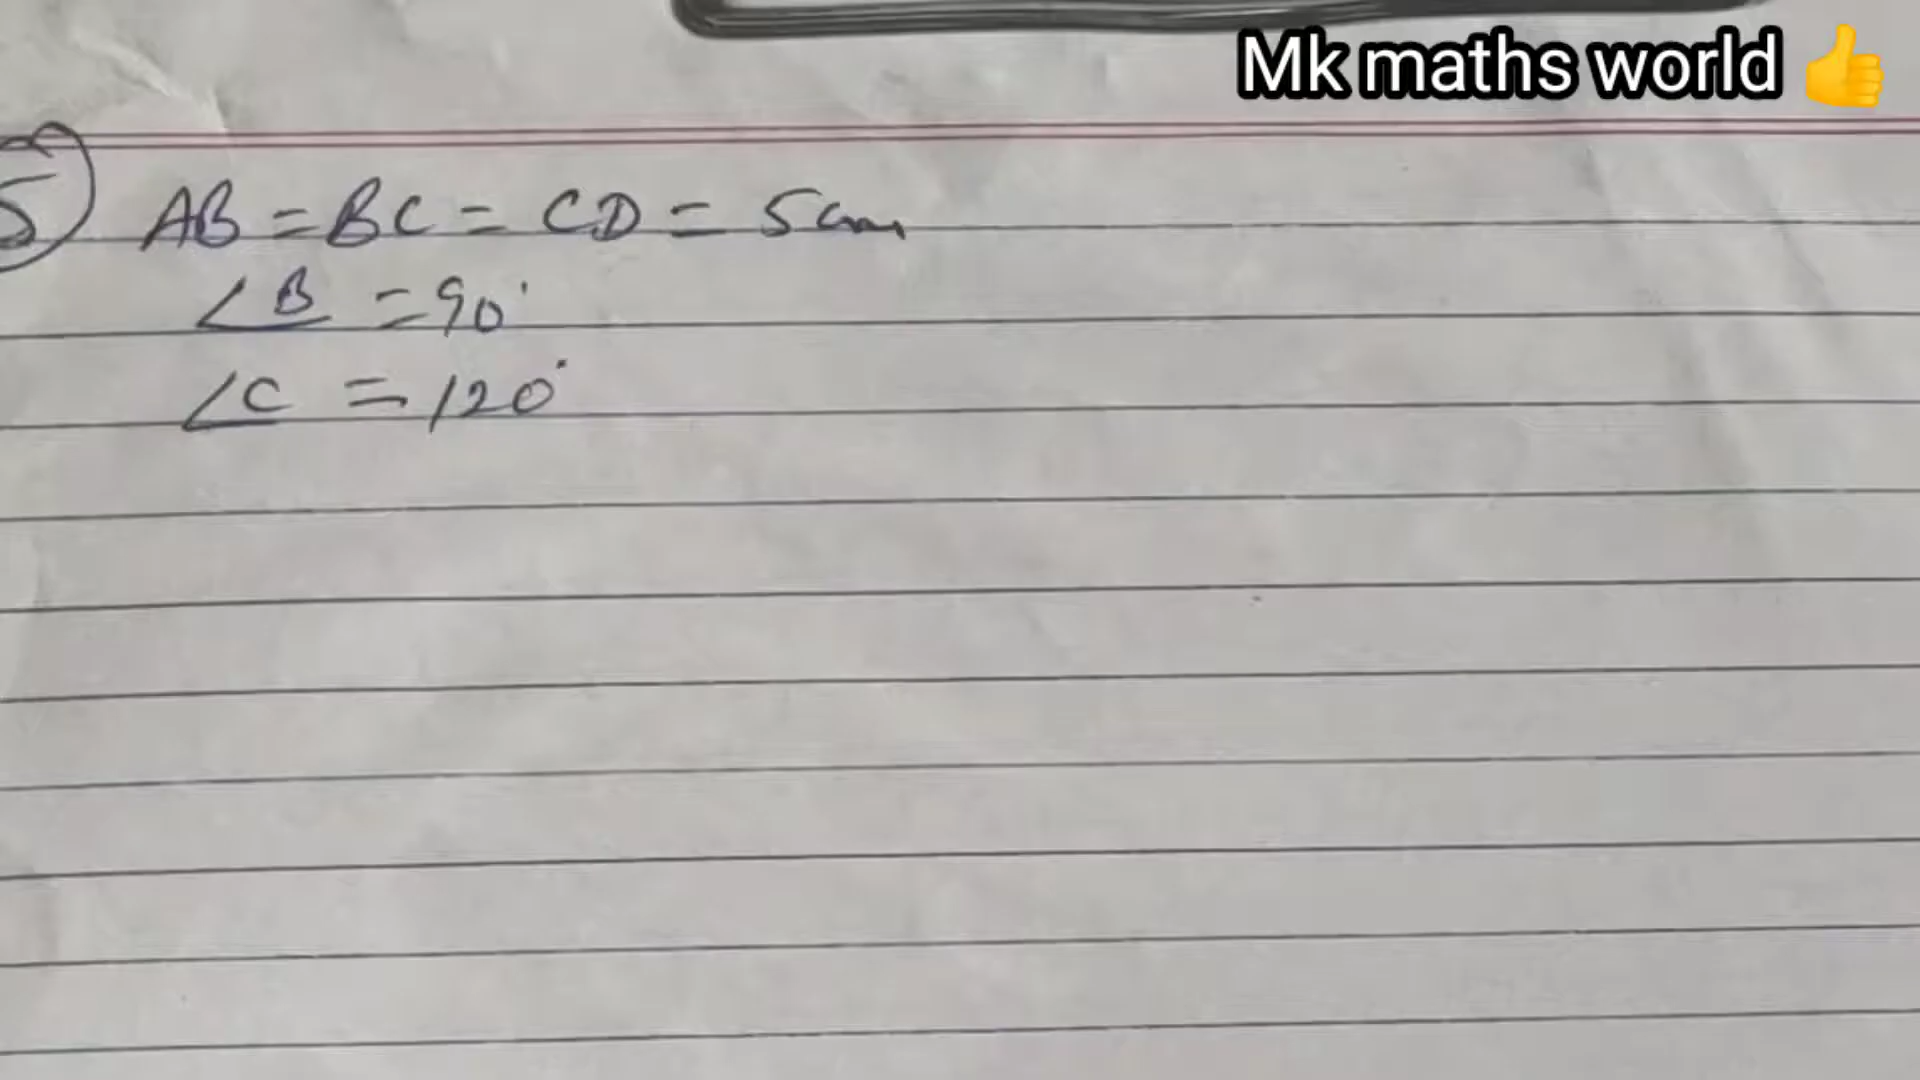 Mk maths world 👍
5 AB = BC = CD = 5cm
∠B = 90°
∠C = 120°